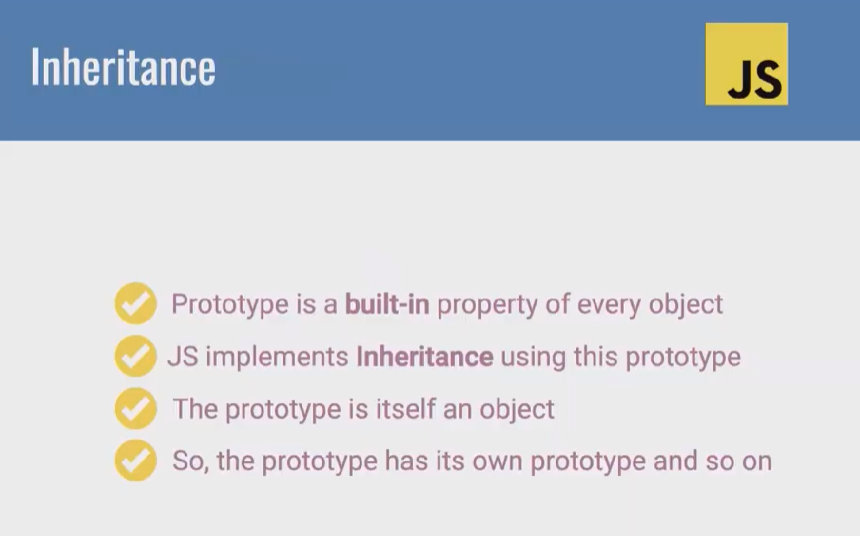 Inheritance
JS
Prototype is a built-in property of every object
JS implements Inheritance using this prototype
The prototype is itself an object
So, the prototype has its own prototype and so on